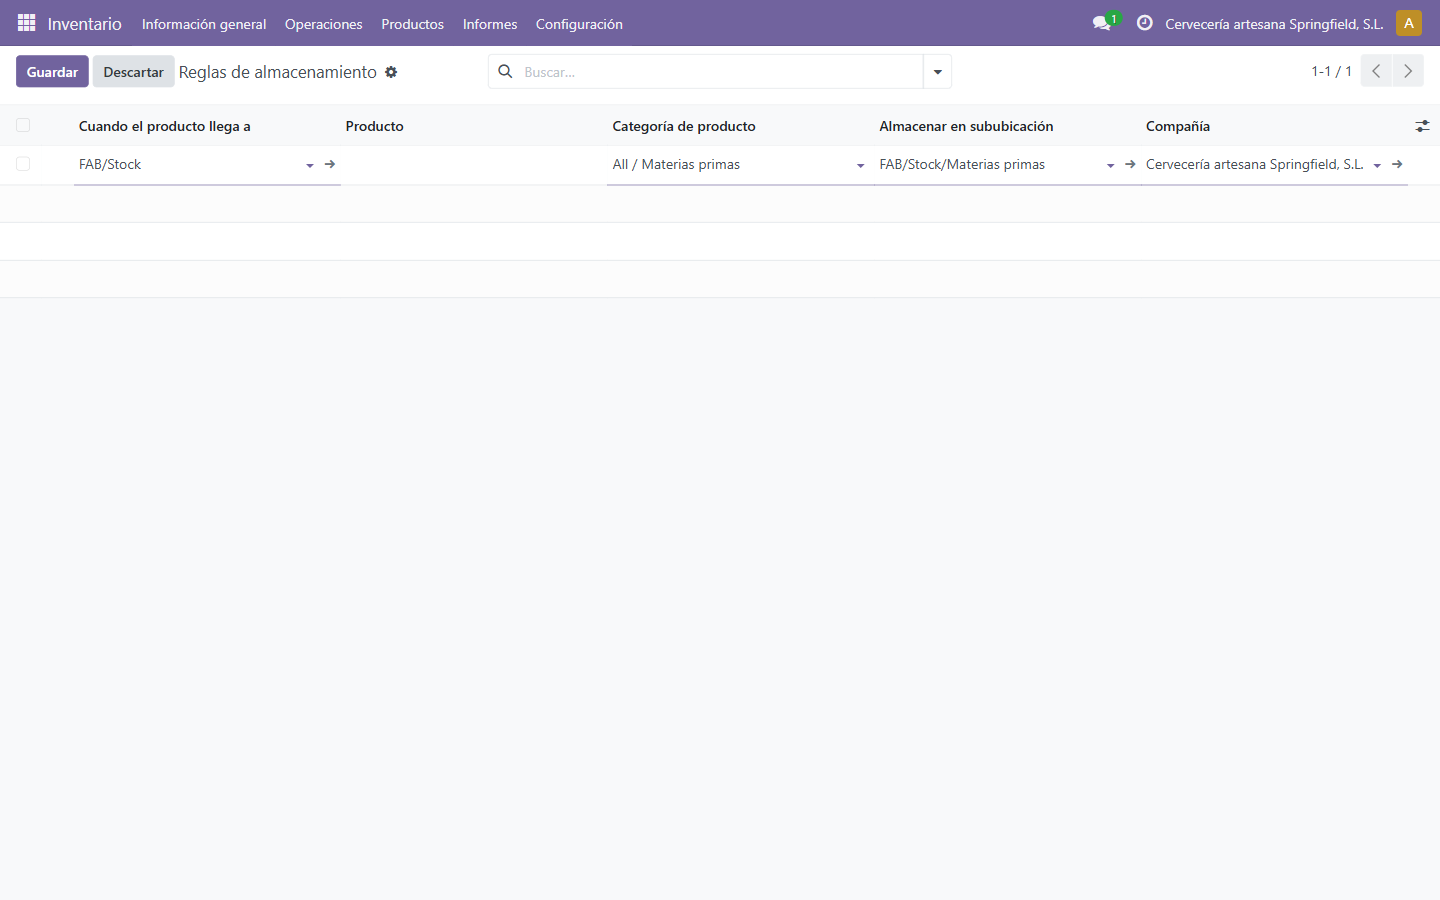 Inventario Información general Operaciones Productos Informes Configuración 1 Cervecería artesana Springfield, S.L. A
Guardar Descartar Reglas de almacenamiento Buscar... 1-1 / 1
Cuando el producto llega a Producto Categoría de producto Almacenar en sububicación Compañía
FAB/Stock All / Materias primas FAB/Stock/Materias primas Cervecería artesana Springfield, S.L.